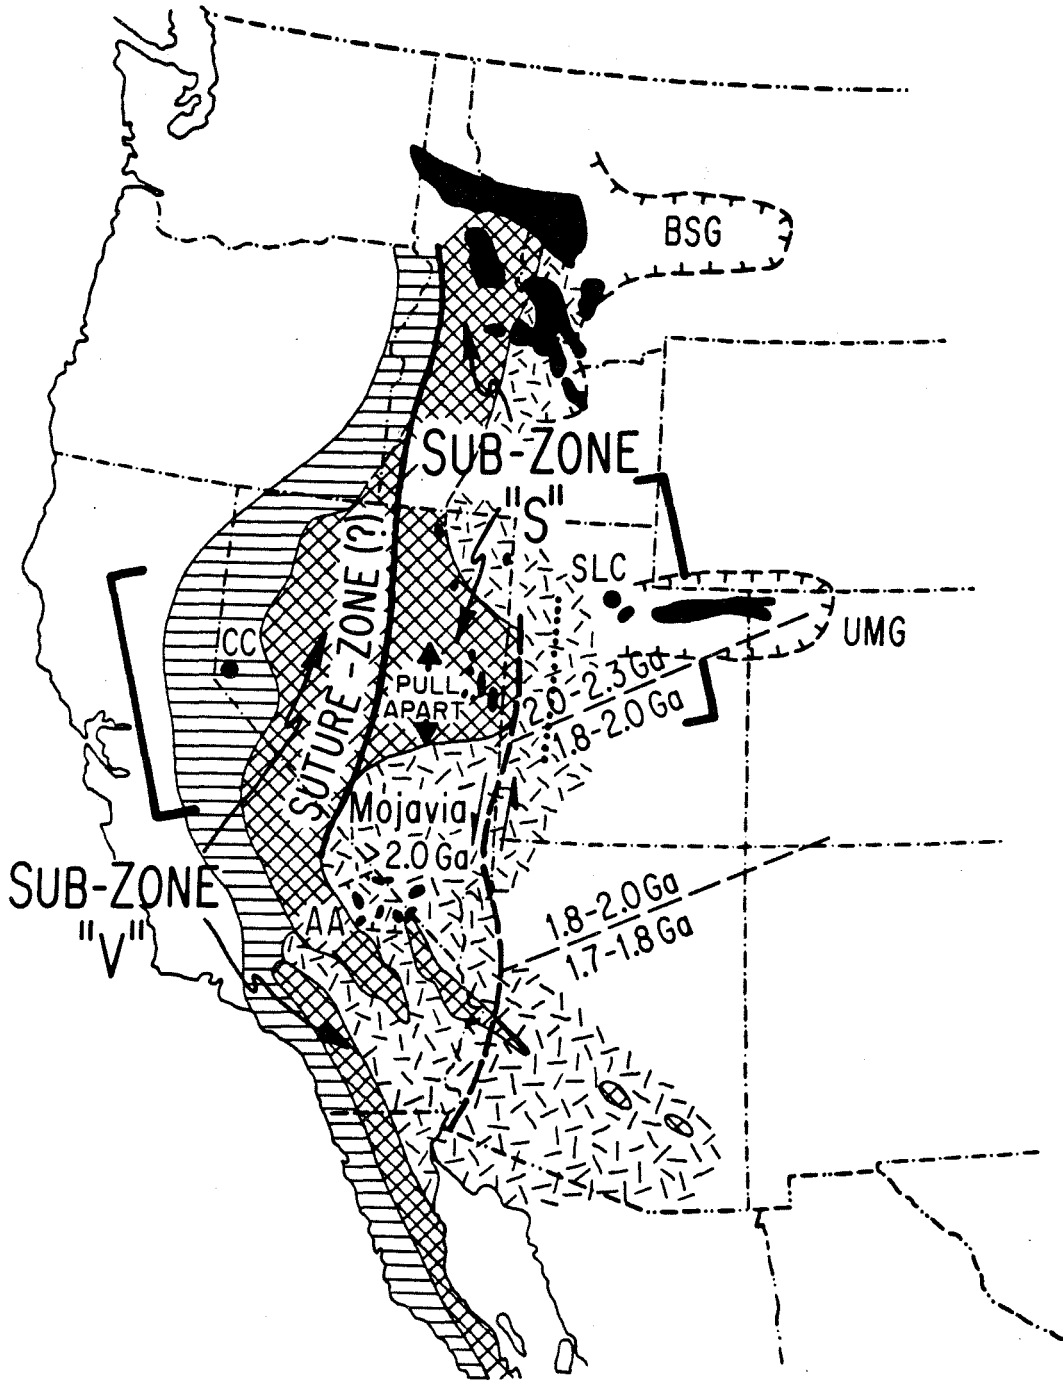 BSG
SUB-ZONE
"S"
SLC
UMG
CC
SUTURE-ZONE (?)
PULL
APART
2.0-2.3 Ga
1.8-2.0 Ga
Mojavia
> 2.0 Ga
SUB-ZONE
"V"
AA
1.8-2.0 Ga
1.7-1.8 Ga